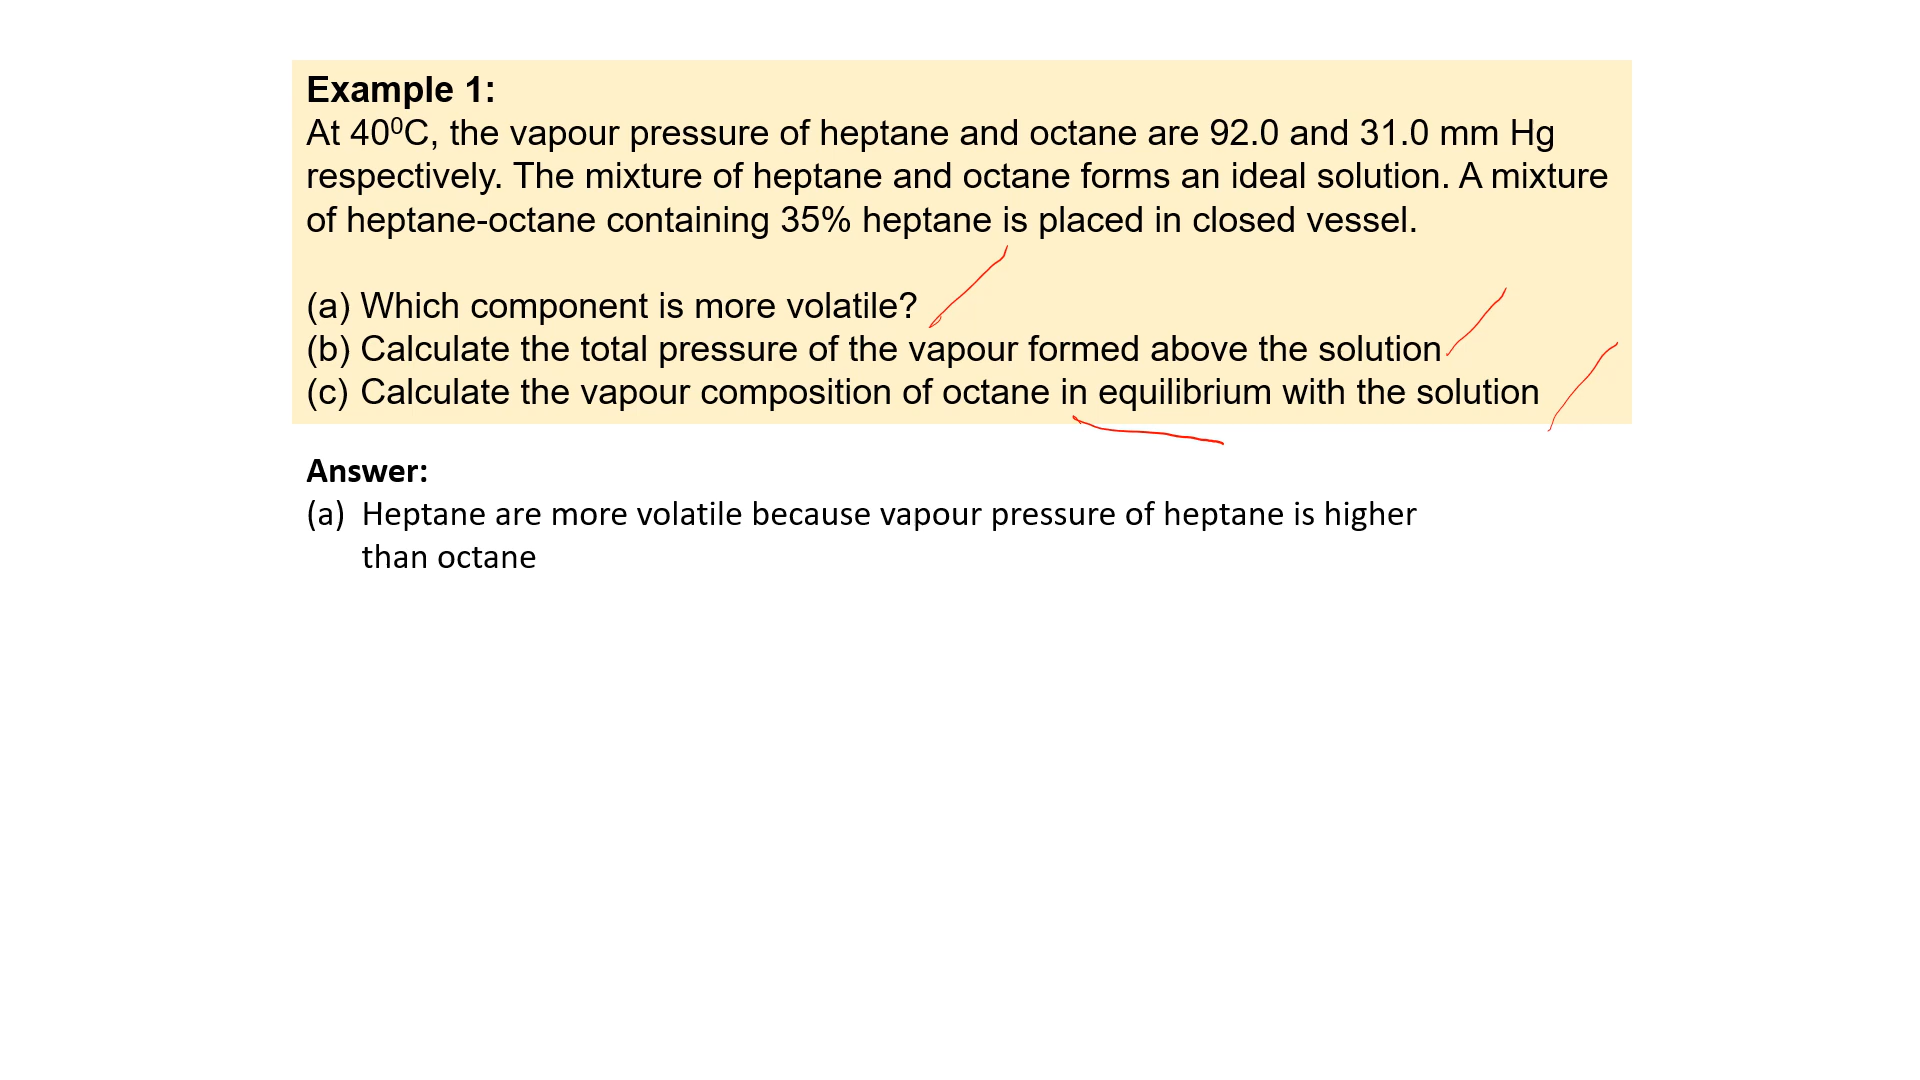 Example 1:
At 40⁰C, the vapour pressure of heptane and octane are 92.0 and 31.0 mm Hg
respectively. The mixture of heptane and octane forms an ideal solution. A mixture
of heptane-octane containing 35% heptane is placed in closed vessel.
(a) Which component is more volatile?
(b) Calculate the total pressure of the vapour formed above the solution
(c) Calculate the vapour composition of octane in equilibrium with the solution
Answer:
(a) Heptane are more volatile because vapour pressure of heptane is higher
than octane